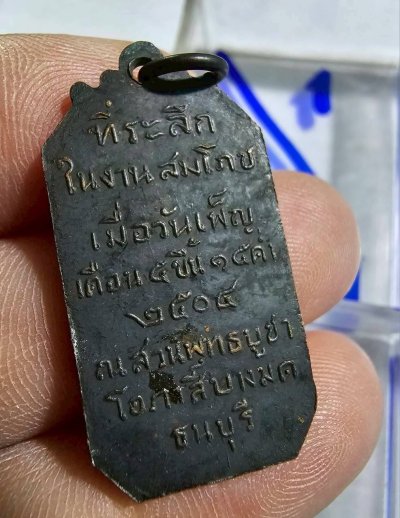 ที่ระลึก
ในงานสมโภช
เมื่อวันเพ็ญ
เดือน ๕ ขึ้น ๑๕ ค่ำ
๒๕๐๔
ณ สวนพุทธบูชา
บางมด
ธนบุรี